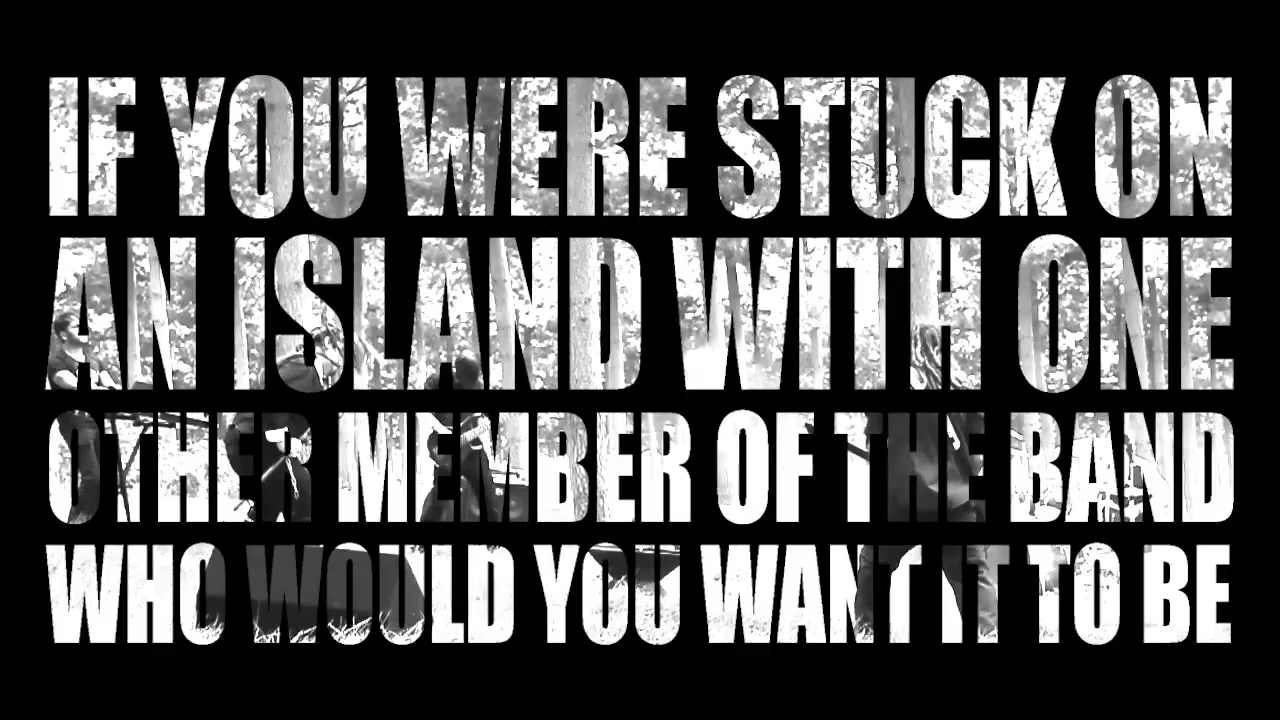 IF YOU WERE STUCK ON
AN ISLAND WITH ONE
OTHER MEMBER OF THE BAND
WHO WOULD YOU WANT IT TO BE